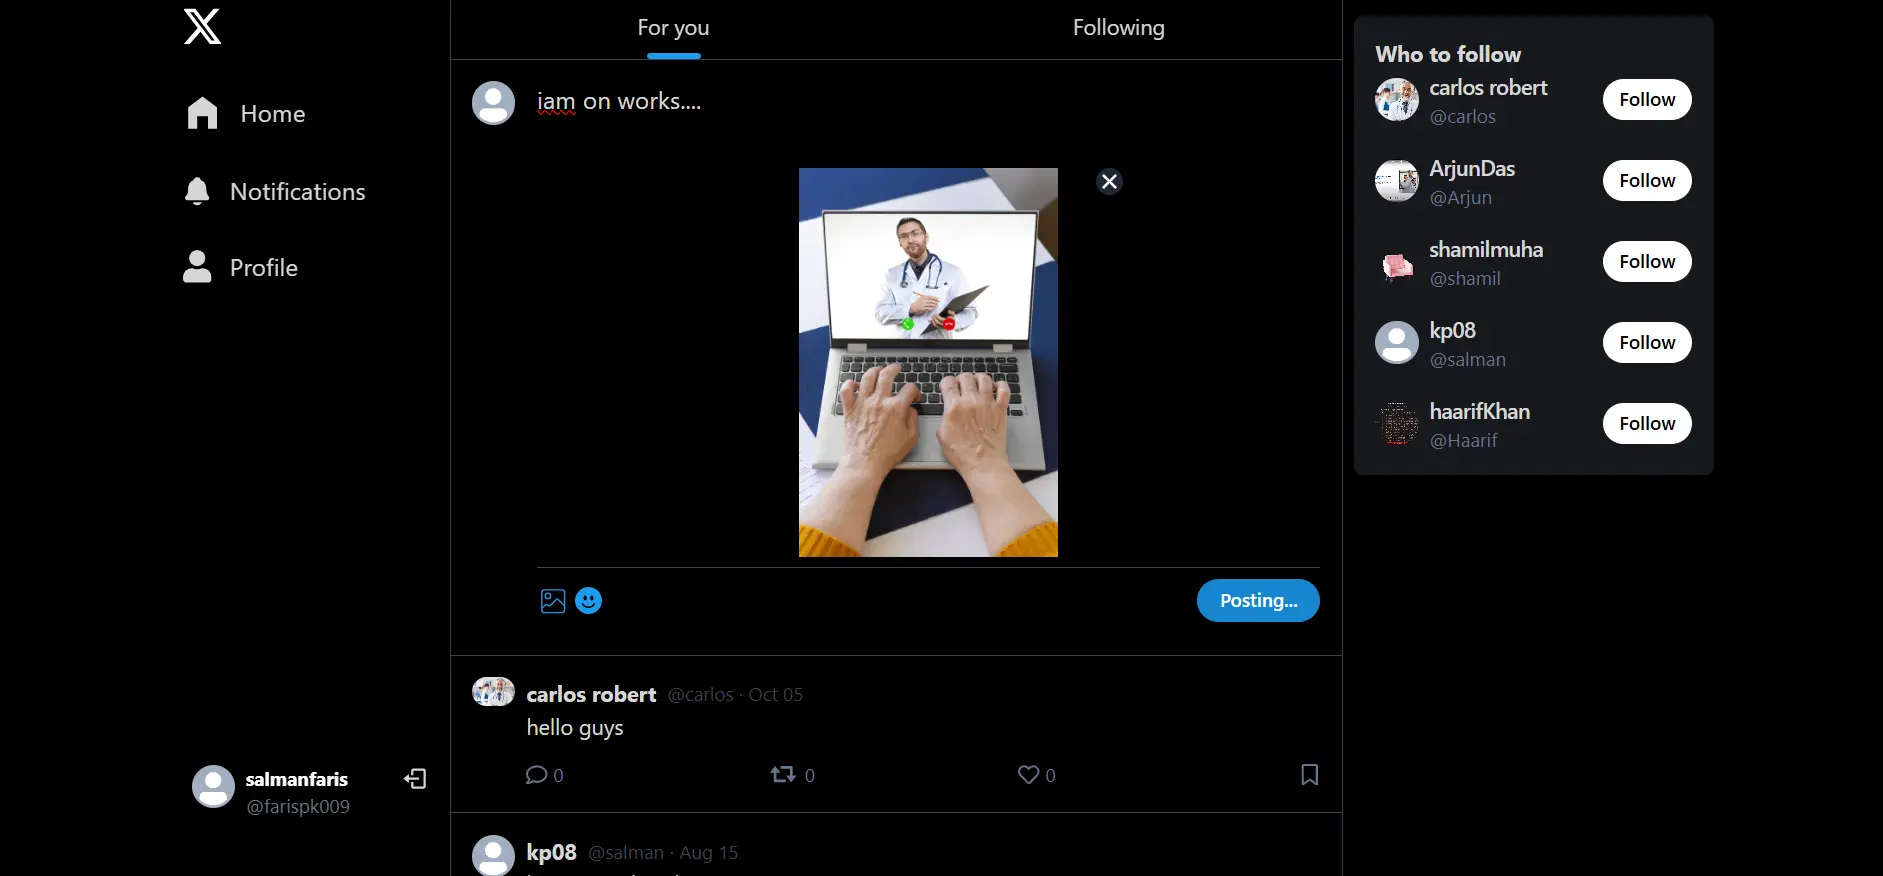 Home
Notifications
Profile
salmanfaris
@farispk009
For you
Following
iam on works....
Posting...
carlos robert @carlos · Oct 05
hello guys
0
0
0
kp08 @salman · Aug 15
Who to follow
carlos robert
@carlos
Follow
ArjunDas
@Arjun
Follow
shamilmuha
@shamil
Follow
kp08
@salman
Follow
haarifKhan
@Haarif
Follow